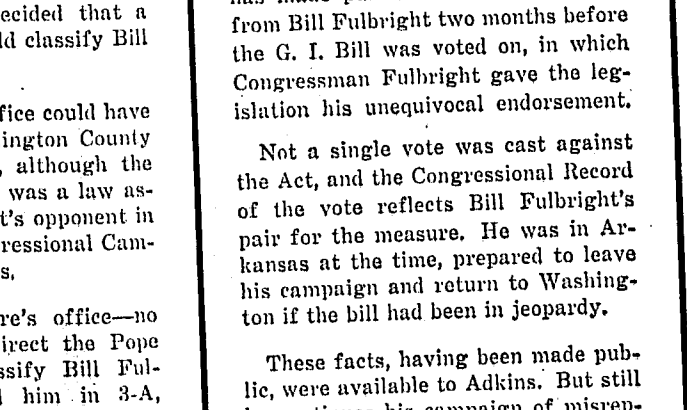 ecided that a
ld classify Bill
fice could have
ington County
, although the
was a law as-
t's opponent in
ressional Cam-
s,
re's office—no
irect the Pope
ssify Bill Ful-
him in 3-A,
from Bill Fulbright two months before
the G. I. Bill was voted on, in which
Congressman Fulbright gave the leg-
islation his unequivocal endorsement.
Not a single vote was cast against
the Act, and the Congressional Record
of the vote reflects Bill Fulbright's
pair for the measure. He was in Ar-
kansas at the time, prepared to leave
his campaign and return to Washing-
ton if the bill had been in jeopardy.
These facts, having been made pub-
lic, were available to Adkins. But still
his campaign of misrep-